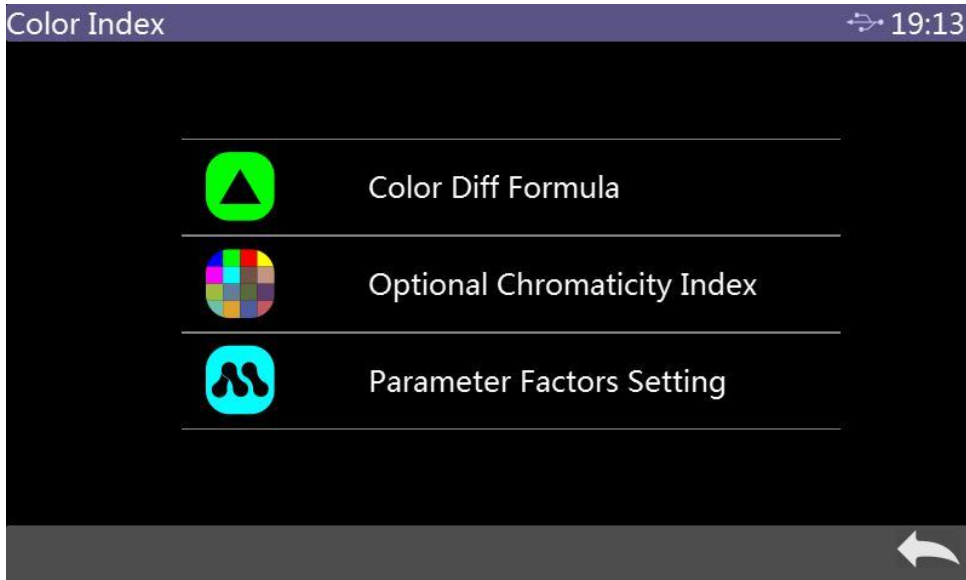 Color Index 19:13
Color Diff Formula
Optional Chromaticity Index
Parameter Factors Setting